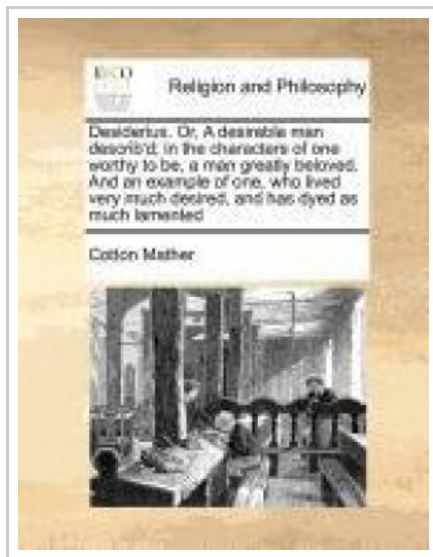 ECCO
Religion and Philosophy
Desiderius. Or, A desirable man
describ'd; in the characters of one
worthy to be, a man greatly beloved.
And an example of one, who lived
very much desired, and has dyed as
much lamented
Cotton Mather